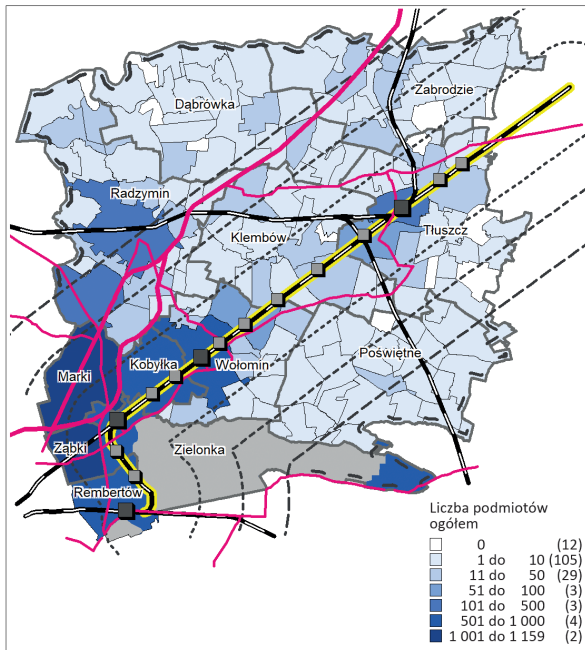 Dąbrówka
Zabrodzie
Radzymin
Klembów
Tłuszcz
Kobyłka
Wołomin
Poświętne
Marki
Ząbki
Zielonka
Rembertów
Liczba podmiotów
ogółem
0 (12)
1 do 10 (105)
11 do 50 (29)
51 do 100 (3)
101 do 500 (3)
501 do 1 000 (4)
1 001 do 1 159 (2)